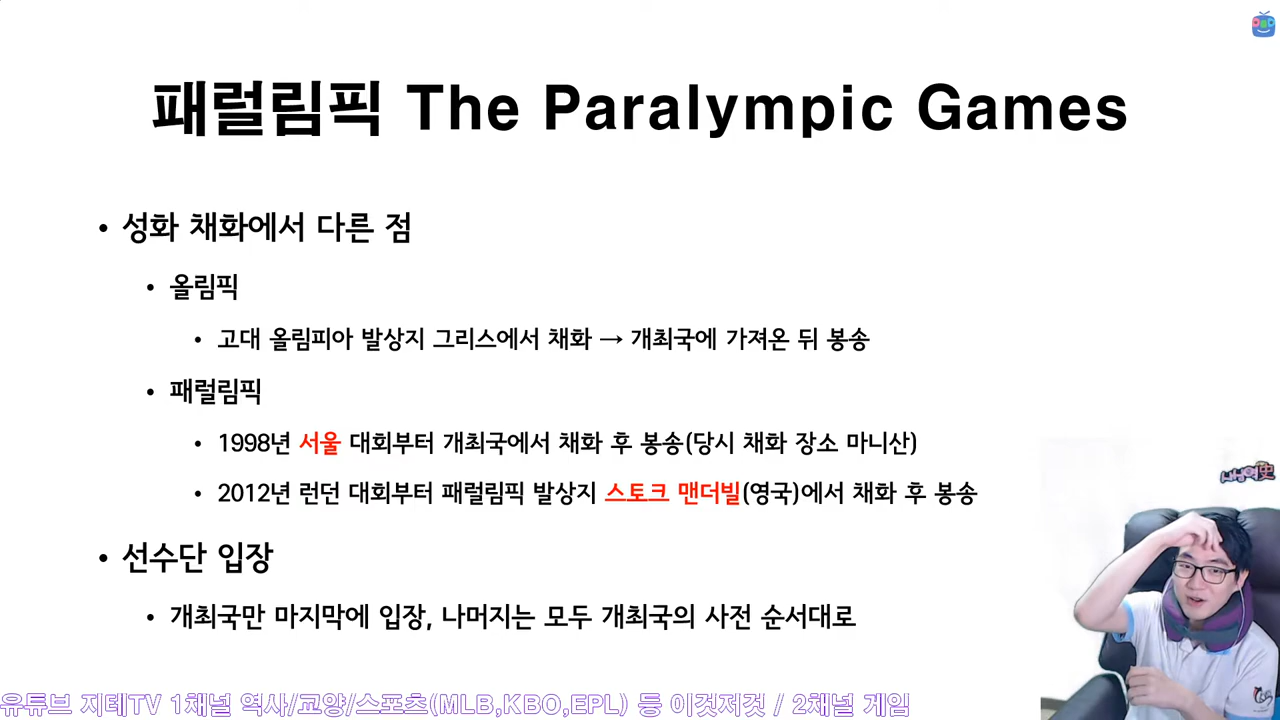 패럴림픽 The Paralympic Games
• 성화 채화에서 다른 점
• 올림픽
• 고대 올림피아 발상지 그리스에서 채화 → 개최국에 가져온 뒤 봉송
• 패럴림픽
• 1998년 서울 대회부터 개최국에서 채화 후 봉송(당시 채화 장소 마니산)
• 2012년 런던 대회부터 패럴림픽 발상지 스토크 맨더빌(영국)에서 채화 후 봉송
• 선수단 입장
• 개최국만 마지막에 입장, 나머지는 모두 개최국의 사전 순서대로
유튜브 지테TV 1채널 역사/교양/스포츠(MLB,KBO,EPL) 등 이것저것 / 2채널 게임